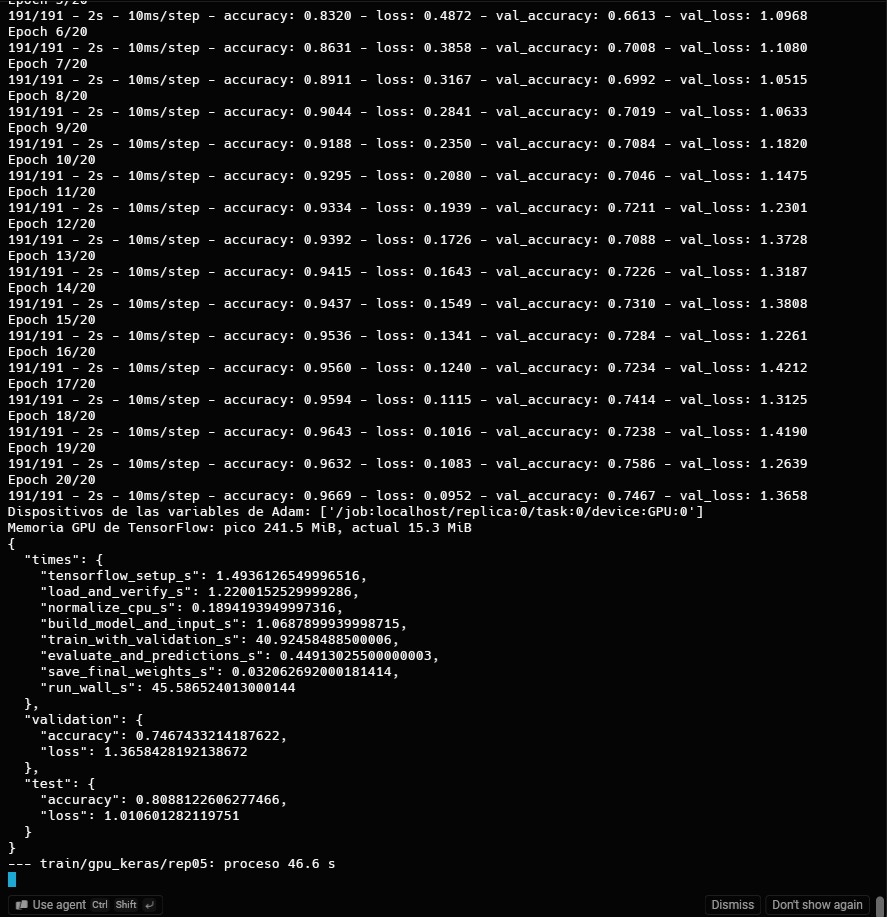 Epoch 5/20
191/191 - 2s - 10ms/step - accuracy: 0.8320 - loss: 0.4872 - val_accuracy: 0.6613 - val_loss: 1.0968
Epoch 6/20
191/191 - 2s - 10ms/step - accuracy: 0.8631 - loss: 0.3858 - val_accuracy: 0.7008 - val_loss: 1.1080
Epoch 7/20
191/191 - 2s - 10ms/step - accuracy: 0.8911 - loss: 0.3167 - val_accuracy: 0.6992 - val_loss: 1.0515
Epoch 8/20
191/191 - 2s - 10ms/step - accuracy: 0.9044 - loss: 0.2841 - val_accuracy: 0.7019 - val_loss: 1.0633
Epoch 9/20
191/191 - 2s - 10ms/step - accuracy: 0.9188 - loss: 0.2350 - val_accuracy: 0.7084 - val_loss: 1.1820
Epoch 10/20
191/191 - 2s - 10ms/step - accuracy: 0.9295 - loss: 0.2080 - val_accuracy: 0.7046 - val_loss: 1.1475
Epoch 11/20
191/191 - 2s - 10ms/step - accuracy: 0.9334 - loss: 0.1939 - val_accuracy: 0.7211 - val_loss: 1.2301
Epoch 12/20
191/191 - 2s - 10ms/step - accuracy: 0.9392 - loss: 0.1726 - val_accuracy: 0.7088 - val_loss: 1.3728
Epoch 13/20
191/191 - 2s - 10ms/step - accuracy: 0.9415 - loss: 0.1643 - val_accuracy: 0.7226 - val_loss: 1.3187
Epoch 14/20
191/191 - 2s - 10ms/step - accuracy: 0.9437 - loss: 0.1549 - val_accuracy: 0.7310 - val_loss: 1.3808
Epoch 15/20
191/191 - 2s - 10ms/step - accuracy: 0.9536 - loss: 0.1341 - val_accuracy: 0.7284 - val_loss: 1.2261
Epoch 16/20
191/191 - 2s - 10ms/step - accuracy: 0.9560 - loss: 0.1240 - val_accuracy: 0.7234 - val_loss: 1.4212
Epoch 17/20
191/191 - 2s - 10ms/step - accuracy: 0.9594 - loss: 0.1115 - val_accuracy: 0.7414 - val_loss: 1.3125
Epoch 18/20
191/191 - 2s - 10ms/step - accuracy: 0.9643 - loss: 0.1016 - val_accuracy: 0.7238 - val_loss: 1.4190
Epoch 19/20
191/191 - 2s - 10ms/step - accuracy: 0.9632 - loss: 0.1083 - val_accuracy: 0.7586 - val_loss: 1.2639
Epoch 20/20
191/191 - 2s - 10ms/step - accuracy: 0.9669 - loss: 0.0952 - val_accuracy: 0.7467 - val_loss: 1.3658
Dispositivos de las variables de Adam: ['/job:localhost/replica:0/task:0/device:GPU:0']
Memoria GPU de TensorFlow: pico 241.5 MiB, actual 15.3 MiB
{
  "times": {
    "tensorflow_setup_s": 1.4936126549996516,
    "load_and_verify_s": 1.2200152529999286,
    "normalize_cpu_s": 0.1894193949997316,
    "build_model_and_input_s": 1.0687899939998715,
    "train_with_validation_s": 40.92458488500006,
    "evaluate_and_predictions_s": 0.44913025500000003,
    "save_final_weights_s": 0.032062692000181414,
    "run_wall_s": 45.586524013000144
  },
  "validation": {
    "accuracy": 0.7467433214187622,
    "loss": 1.3658428192138672
  },
  "test": {
    "accuracy": 0.8088122606277466,
    "loss": 1.010601282119751
  }
}
--- train/gpu_keras/rep05: proceso 46.6 s
Use agent Ctrl Shift ↵ Dismiss Don't show again